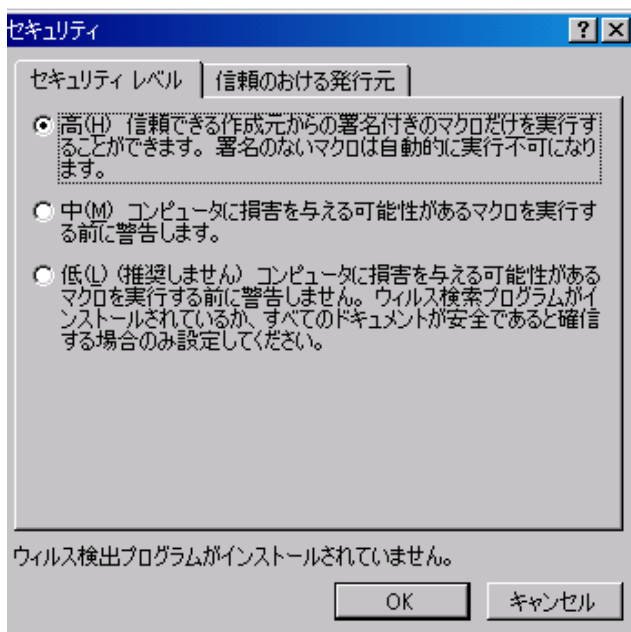 セキュリティ
セキュリティ レベル
信頼のおける発行元
高(H) 信頼できる作成元からの署名付きのマクロだけを実行す
ることができます。署名のないマクロは自動的に実行不可になり
ます。
中(M) コンピュータに損害を与える可能性があるマクロを実行す
る前に警告します。
低(L) (推奨しません) コンピュータに損害を与える可能性がある
マクロを実行する前に警告しません。ウィルス検索プログラムがイ
ンストールされているか、すべてのドキュメントが安全であると確信
する場合のみ設定してください。
ウィルス検出プログラムがインストールされていません。
OK
キャンセル